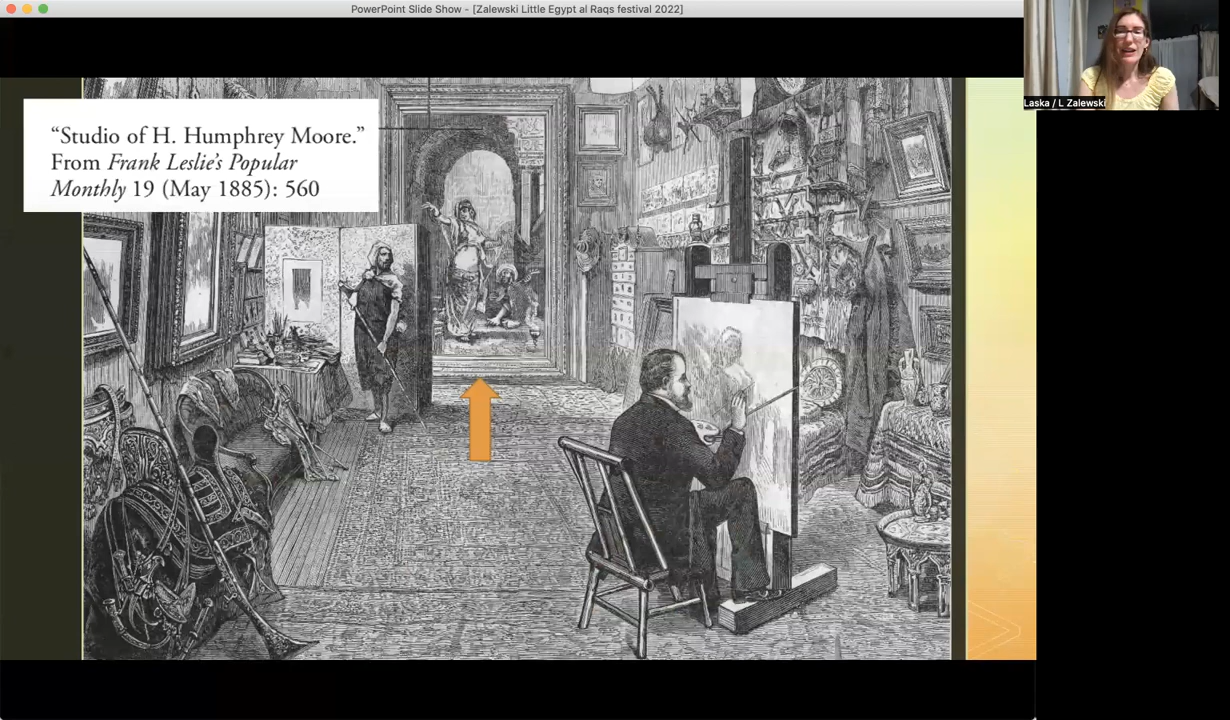 PowerPoint Slide Show - [Zalewski Little Egypt al Raqs festival 2022]
“Studio of H. Humphrey Moore.”
From Frank Leslie’s Popular
Monthly 19 (May 1885): 560
Laska / L Zalewski